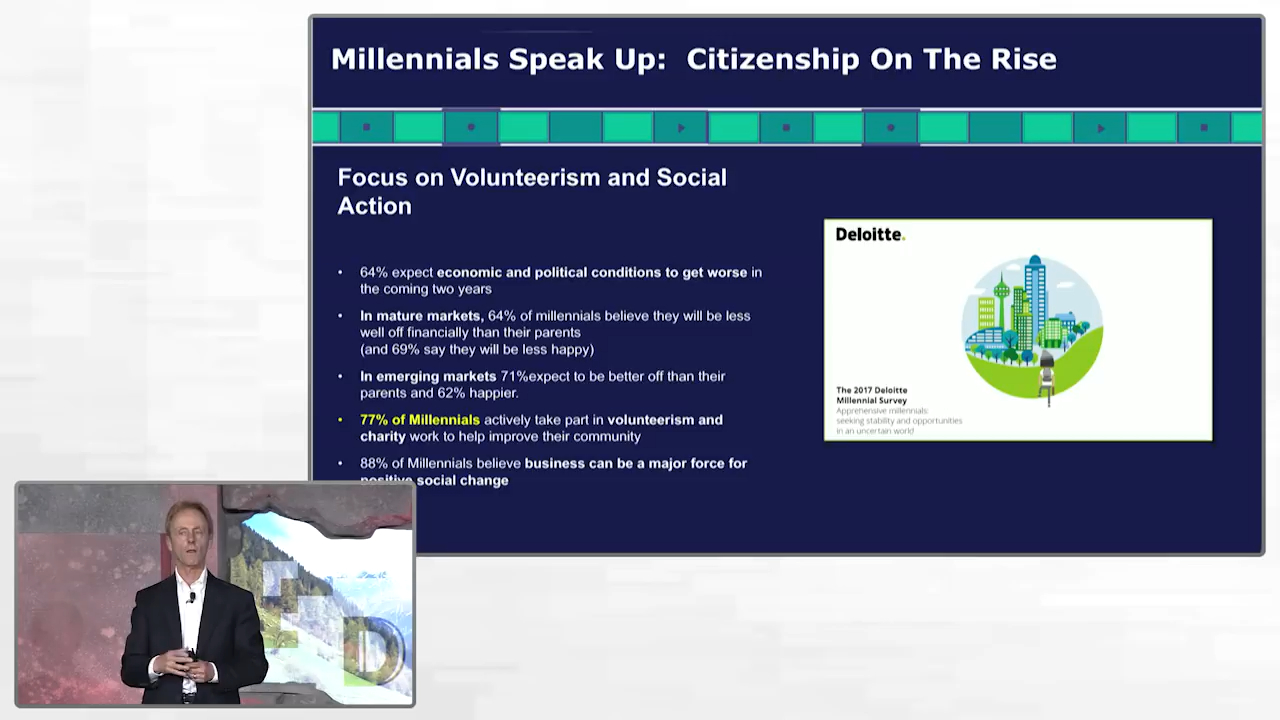 Millennials Speak Up: Citizenship On The Rise
Focus on Volunteerism and Social
Action
• 64% expect economic and political conditions to get worse in
the coming two years
• In mature markets, 64% of millennials believe they will be less
well off financially than their parents
(and 69% say they will be less happy)
• In emerging markets 71%expect to be better off than their
parents and 62% happier.
• 77% of Millennials actively take part in volunteerism and
charity work to help improve their community
• 88% of Millennials believe business can be a major force for
positive social change
Deloitte.
The 2017 Deloitte
Millennial Survey
Apprehensive millennials:
seeking stability and opportunities
in an uncertain world
D